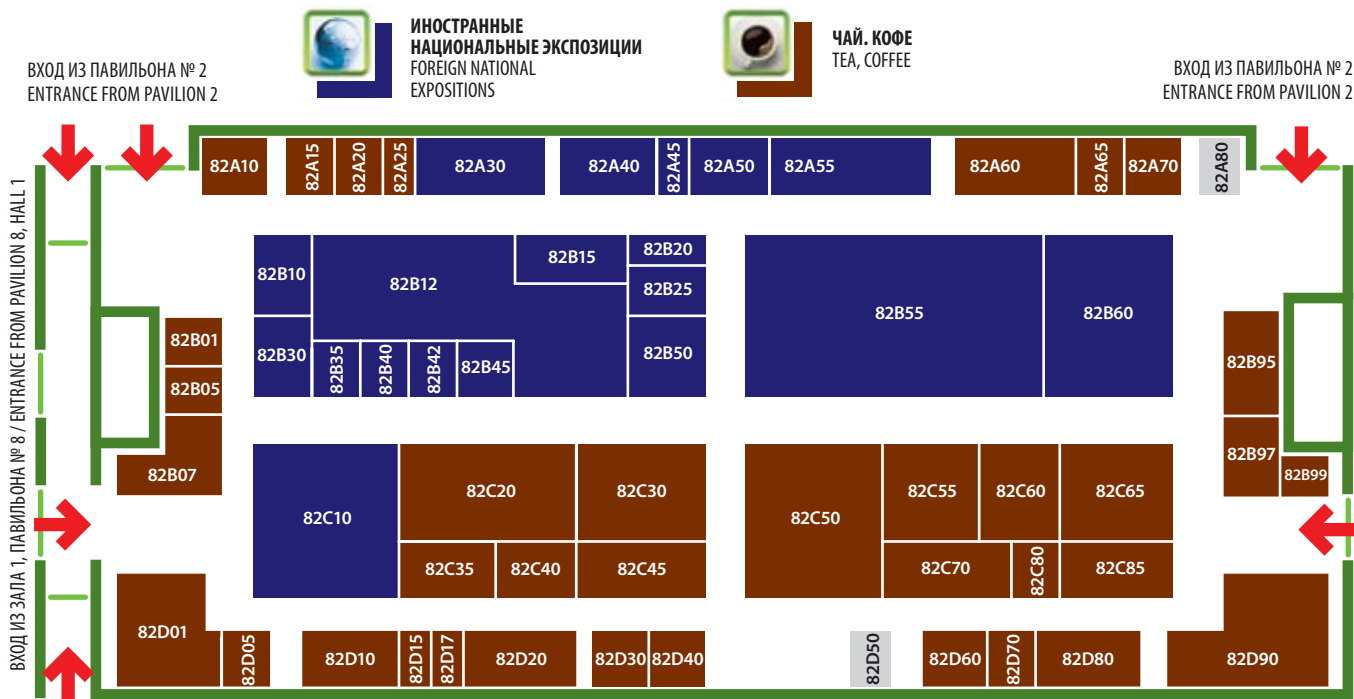 ИНОСТРАННЫЕ
НАЦИОНАЛЬНЫЕ ЭКСПОЗИЦИИ
FOREIGN NATIONAL
EXPOSITIONS
ЧАЙ. КОФЕ
TEA, COFFEE
ВХОД ИЗ ПАВИЛЬОНА № 2
ENTRANCE FROM PAVILION 2
ВХОД ИЗ ПАВИЛЬОНА № 2
ENTRANCE FROM PAVILION 2
ВХОД ИЗ ЗАЛА 1, ПАВИЛЬОНА № 8 / ENTRANCE FROM PAVILION 8, HALL 1
82A10
82A15
82A20
82A25
82A30
82A40
82A45
82A50
82A55
82A60
82A65
82A70
82A80
82B10
82B12
82B15
82B20
82B25
82B30
82B35
82B40
82B42
82B45
82B50
82B55
82B60
82B01
82B05
82B07
82B95
82B97
82B99
82C10
82C20
82C30
82C35
82C40
82C45
82C50
82C55
82C60
82C65
82C70
82C80
82C85
82D01
82D05
82D10
82D15
82D17
82D20
82D30
82D40
82D50
82D60
82D70
82D80
82D90